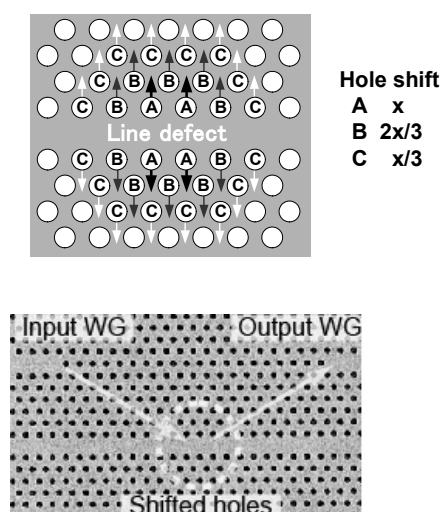 C C C C
C B B B C
C B A A B C
Line defect
C B A A B C
C B B B C
C C C C
Hole shift
A x
B 2x/3
C x/3
Input WG Output WG
Shifted holes